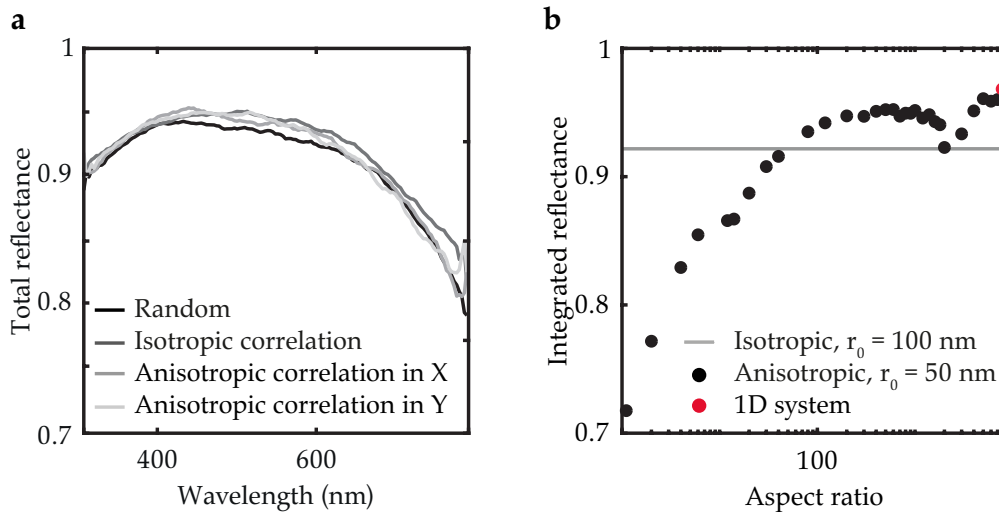 a
Total reflectance
1
0.9
0.8
0.7
400
600
Wavelength (nm)
Random
Isotropic correlation
Anisotropic correlation in X
Anisotropic correlation in Y
b
Integrated reflectance
1
0.9
0.8
0.7
100
Aspect ratio
Isotropic, r₀ = 100 nm
Anisotropic, r₀ = 50 nm
1D system